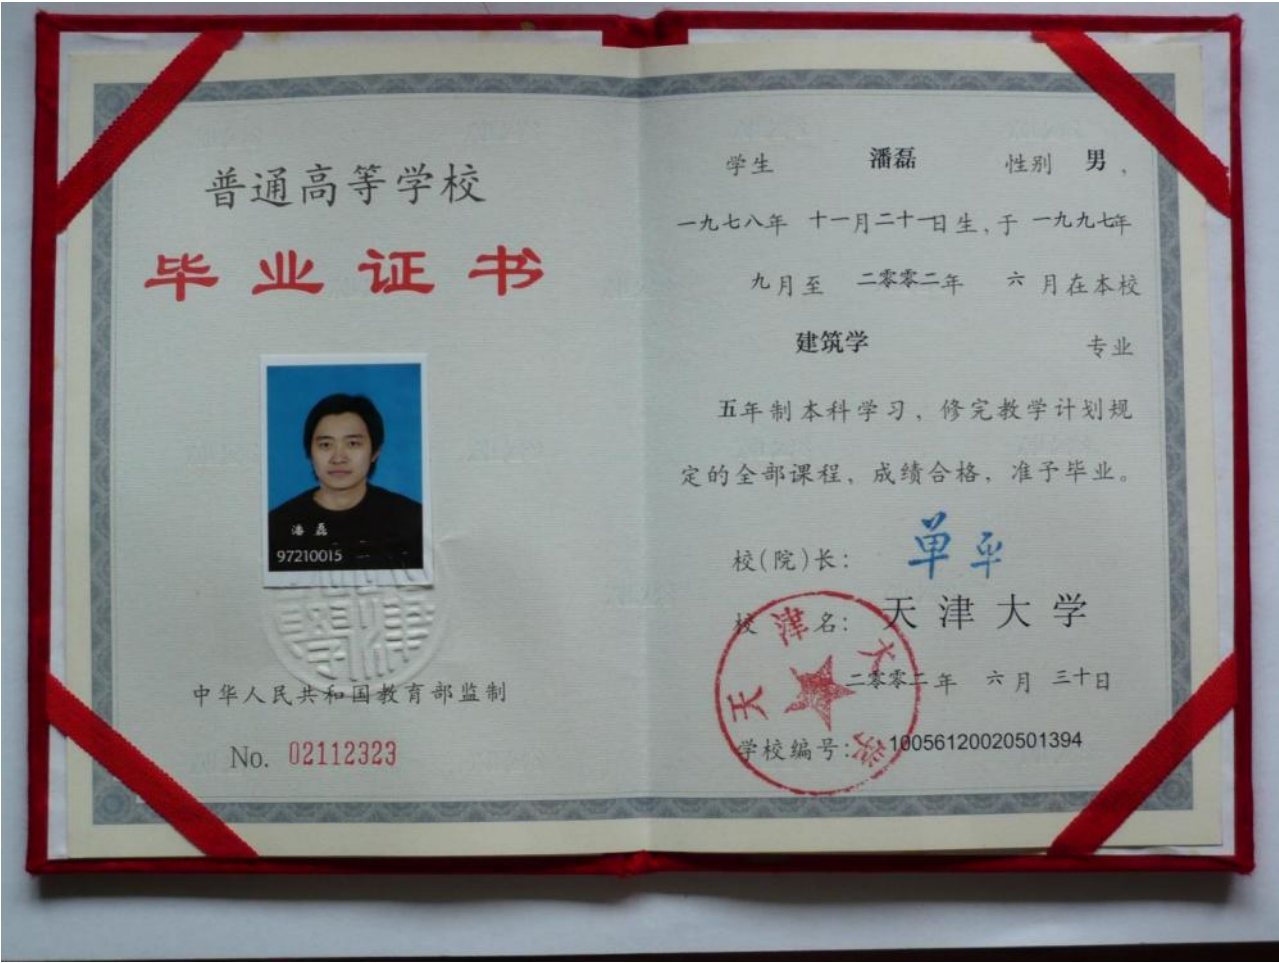 普通高等学校
毕业证书
潘磊
97210015
中华人民共和国教育部监制
No. 02112323
学生 潘磊 性别 男，
一九七八年 十一月二十一日生，于 一九九七年
九月至 二零零二年 六 月在本校
建筑学 专业
五年制本科学习，修完教学计划规
定的全部课程，成绩合格，准予毕业。
校(院)长： 单平
校 名： 天津大学
二零零二年 六月 三十日
学校编号： 10056120020501394
天津大学